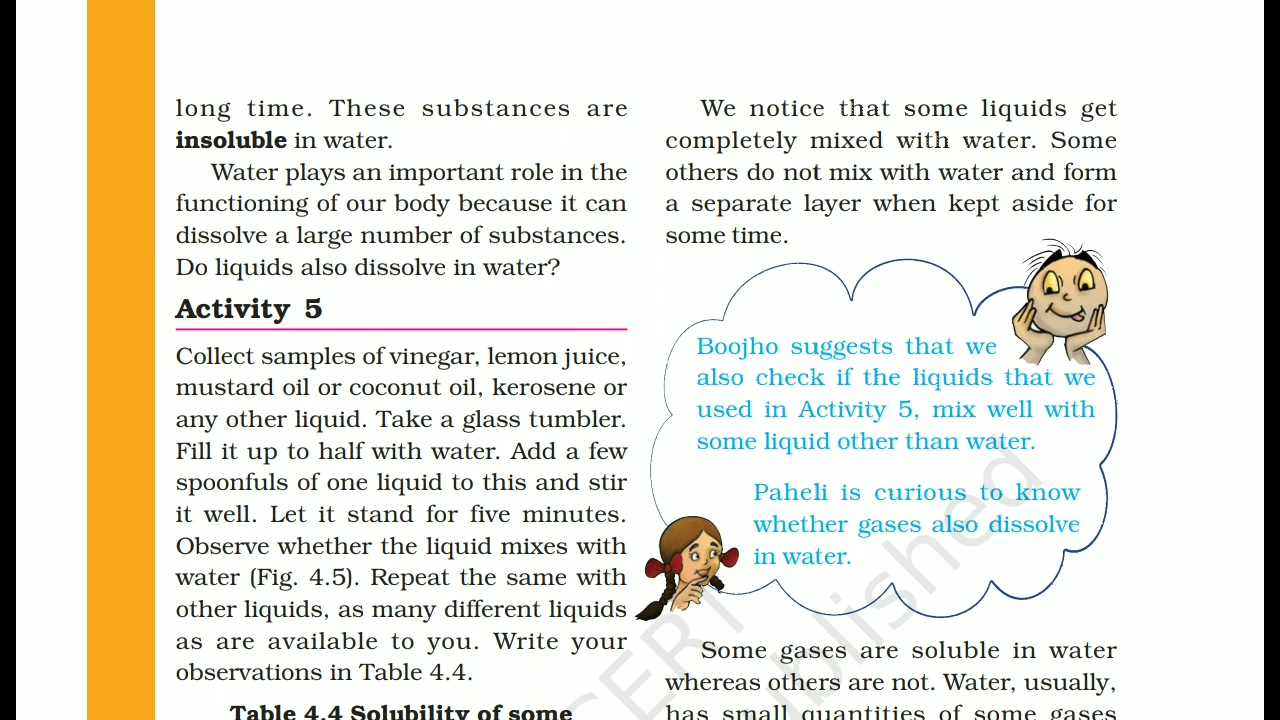 long time. These substances are
insoluble in water.
Water plays an important role in the
functioning of our body because it can
dissolve a large number of substances.
Do liquids also dissolve in water?
Activity 5
Collect samples of vinegar, lemon juice,
mustard oil or coconut oil, kerosene or
any other liquid. Take a glass tumbler.
Fill it up to half with water. Add a few
spoonfuls of one liquid to this and stir
it well. Let it stand for five minutes.
Observe whether the liquid mixes with
water (Fig. 4.5). Repeat the same with
other liquids, as many different liquids
as are available to you. Write your
observations in Table 4.4.
Table 4.4 Solubility of some
We notice that some liquids get
completely mixed with water. Some
others do not mix with water and form
a separate layer when kept aside for
some time.
Boojho suggests that we
also check if the liquids that we
used in Activity 5, mix well with
some liquid other than water.
Paheli is curious to know
whether gases also dissolve
in water.
Some gases are soluble in water
whereas others are not. Water, usually,
has small quantities of some gases